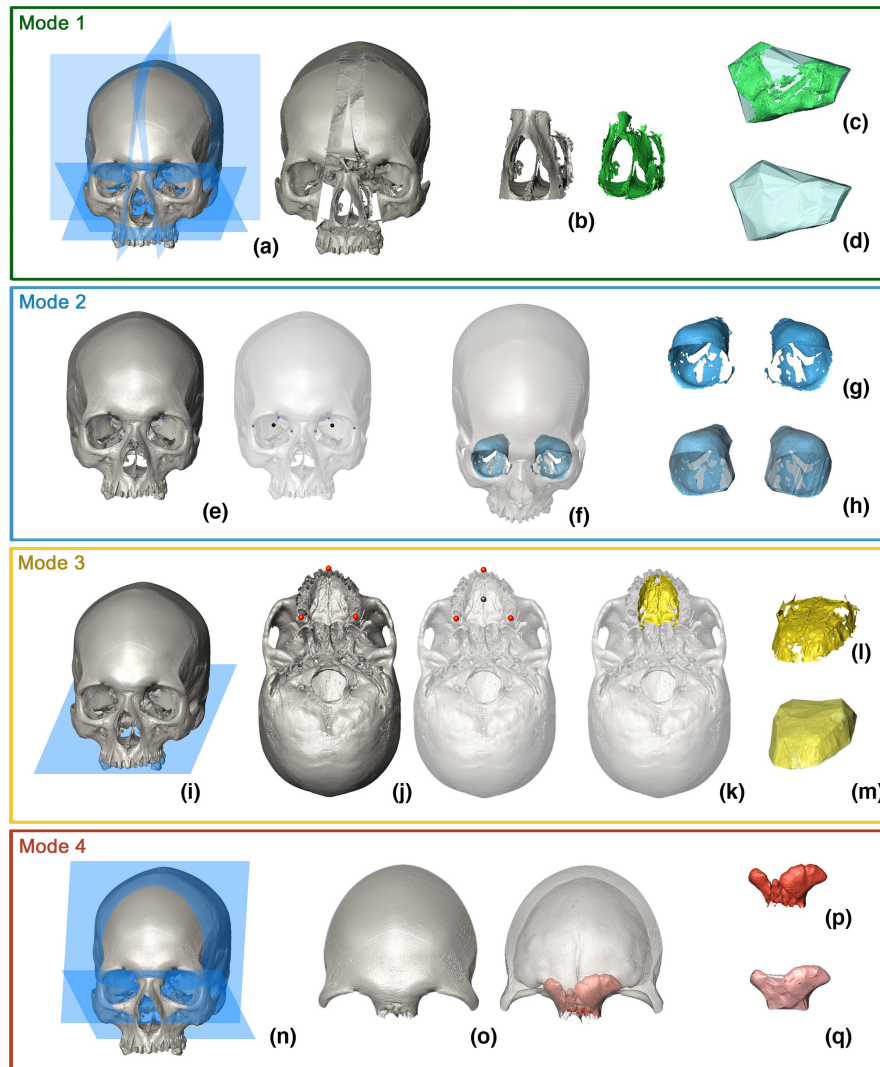 Mode 1
(a)
(b)
(c)
(d)
Mode 2
(e)
(f)
(g)
(h)
Mode 3
(i)
(j)
(k)
(l)
(m)
Mode 4
(n)
(o)
(p)
(q)